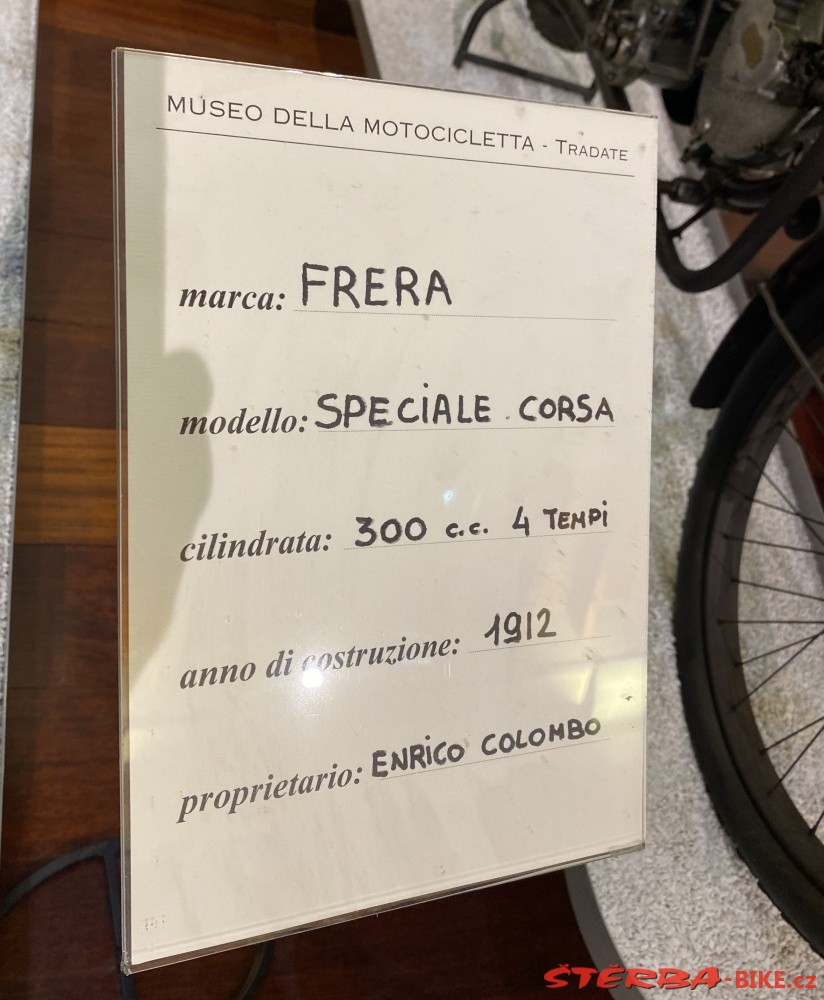 MUSEO DELLA MOTOCICLETTA - TRADATE
marca: FRERA
modello: SPECIALE CORSA
cilindrata: 300 c.c. 4 TEMPI
anno di costruzione: 1912
proprietario: ENRICO COLOMBO
ŠTĚRBA-BIKE.cz